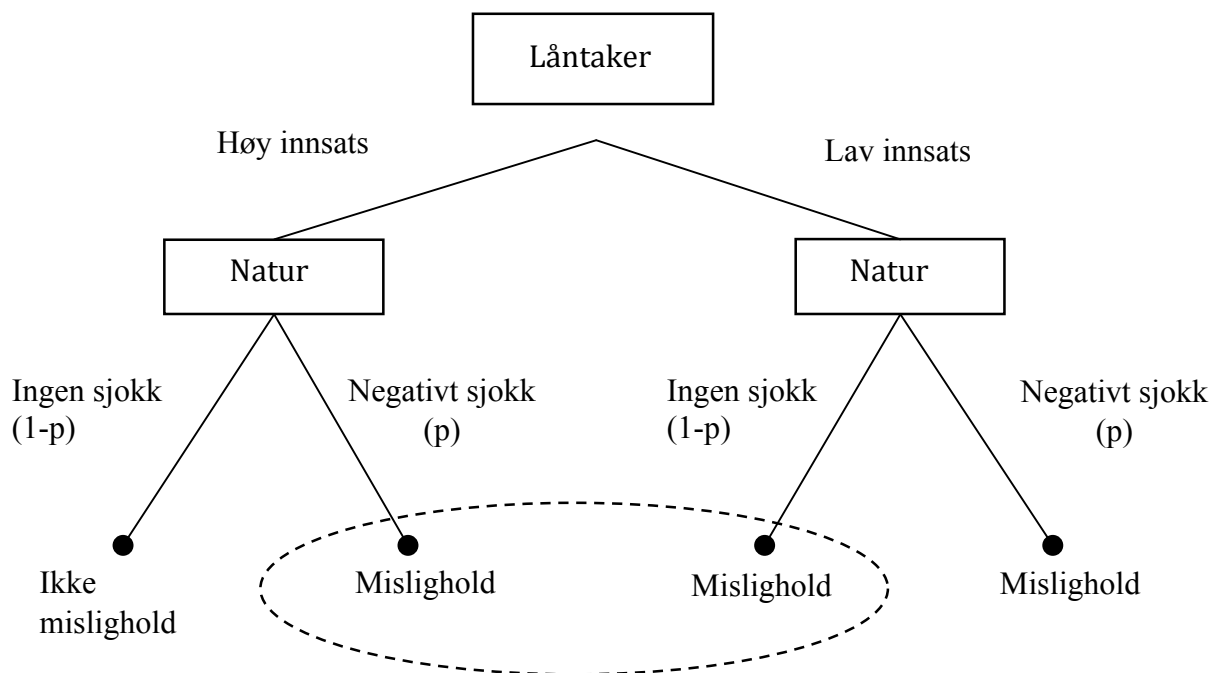 Låntaker
Høy innsats
Lav innsats
Natur
Natur
Ingen sjokk
(1-p)
Negativt sjokk
(p)
Ingen sjokk
(1-p)
Negativt sjokk
(p)
Ikke
mislighold
Mislighold
Mislighold
Mislighold